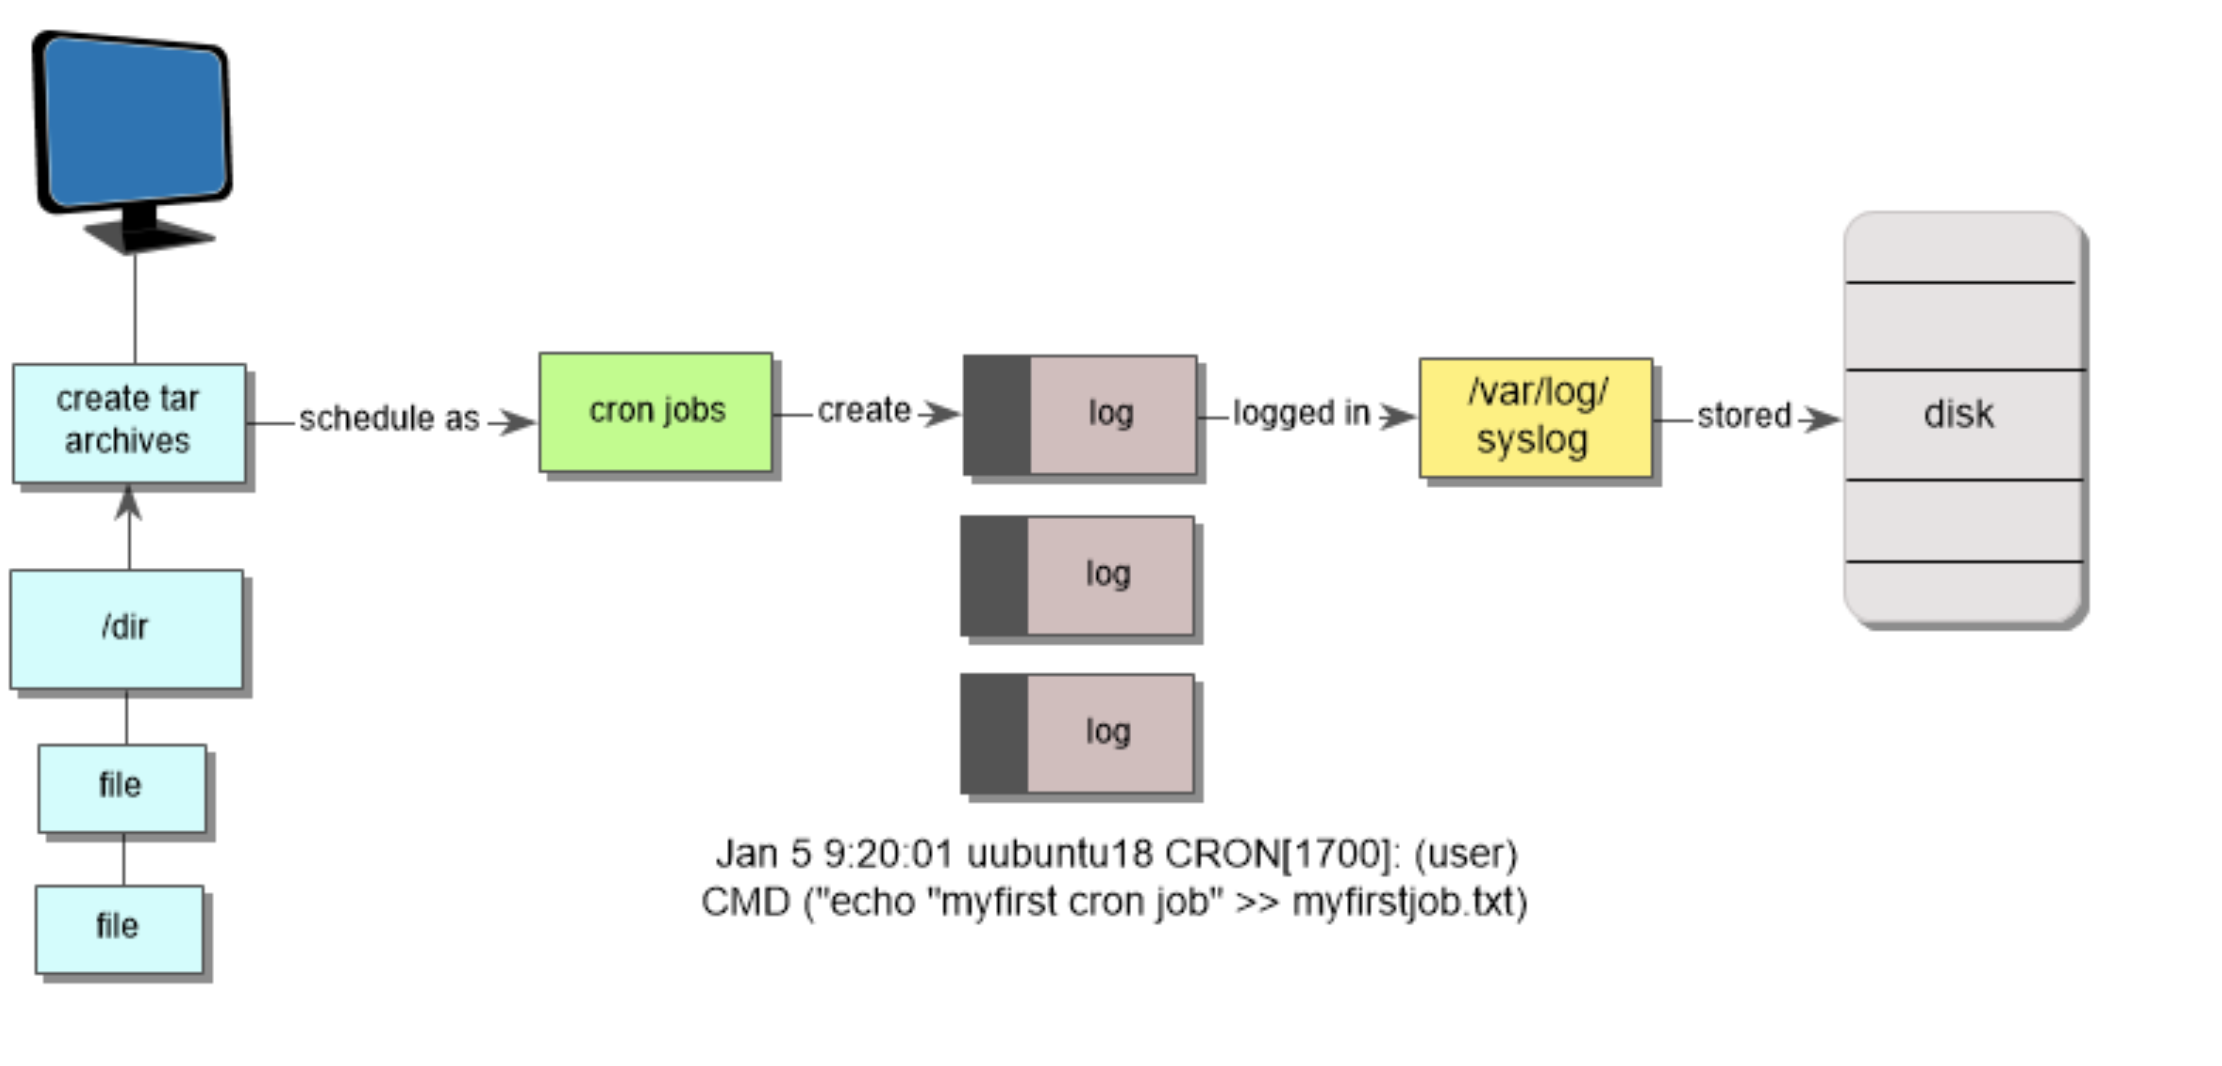 create tar
archives
schedule as
cron jobs
create
log
logged in
/var/log/
syslog
stored
disk
/dir
file
file
log
log
Jan 5 9:20:01 uubuntu18 CRON[1700]: (user)
CMD ("echo "myfirst cron job" >> myfirstjob.txt)